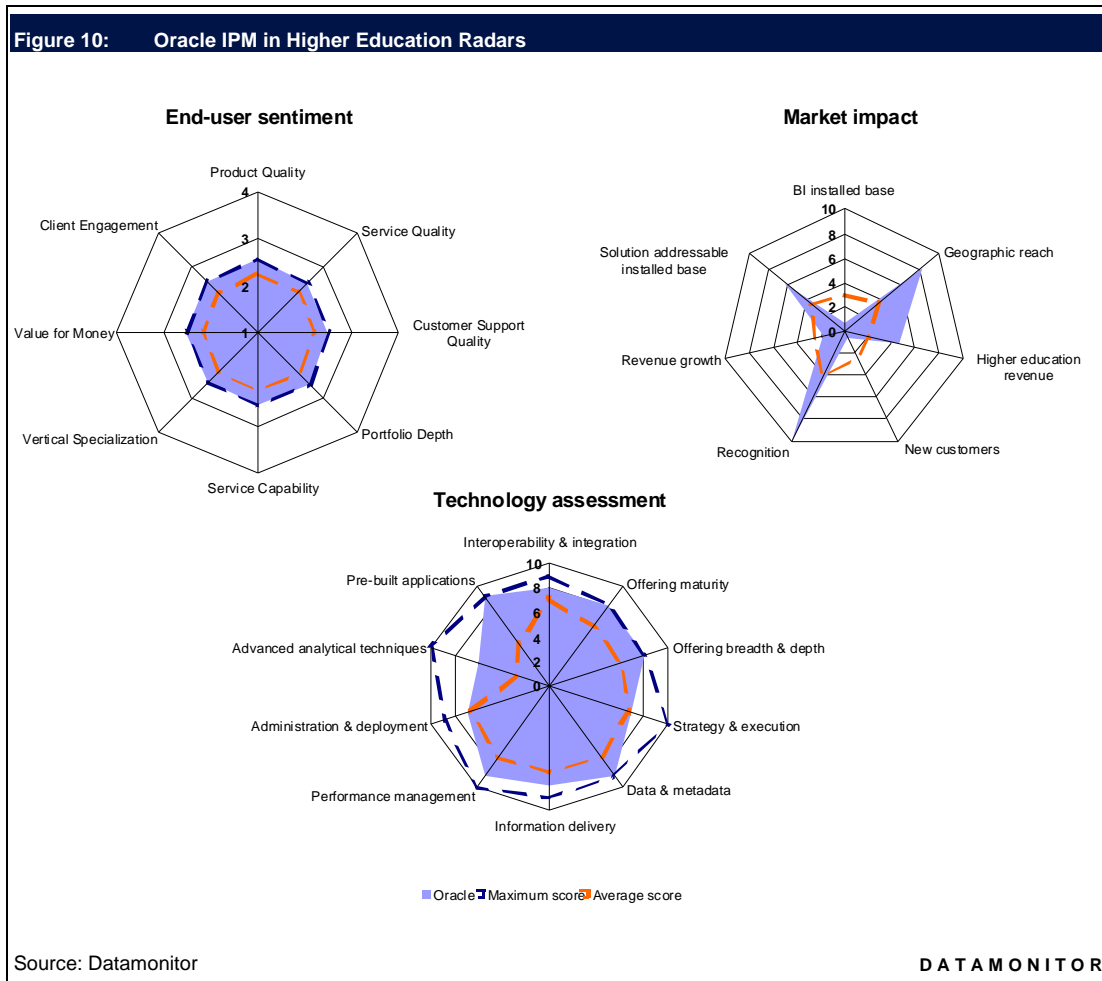 Figure 10: Oracle IPM in Higher Education Radars
End-user sentiment
Product Quality
Service Quality
Customer Support
Quality
Portfolio Depth
Service Capability
Vertical Specialization
Value for Money
Client Engagement
4
3
2
1
Market impact
BI installed base
Geographic reach
Higher education
revenue
New customers
Recognition
Revenue growth
Solution addressable
installed base
10
8
6
4
2
0
Technology assessment
Interoperability & integration
Offering maturity
Offering breadth & depth
Strategy & execution
Data & metadata
Information delivery
Performance management
Administration & deployment
Advanced analytical techniques
Pre-built applications
10
8
6
4
2
0
Oracle Maximum score Average score
Source: Datamonitor
DATAMONITOR